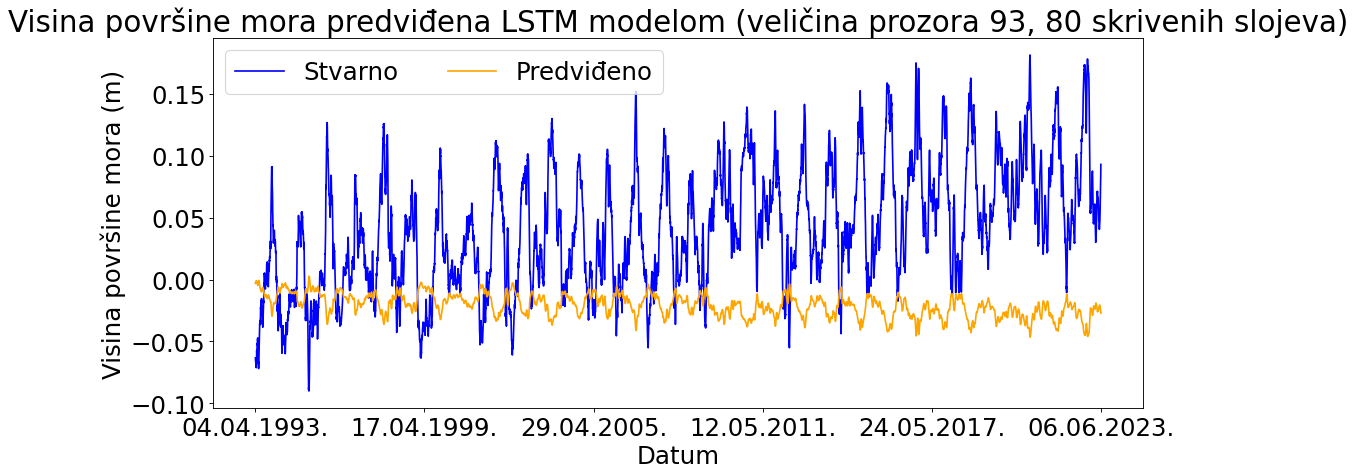 Visina površine mora predviđena LSTM modelom (veličina prozora 93, 80 skrivenih slojeva)
Stvarno
Predviđeno
Visina površine mora (m)
0.15
0.10
0.05
0.00
−0.05
−0.10
04.04.1993.
17.04.1999.
29.04.2005.
12.05.2011.
24.05.2017.
06.06.2023.
Datum